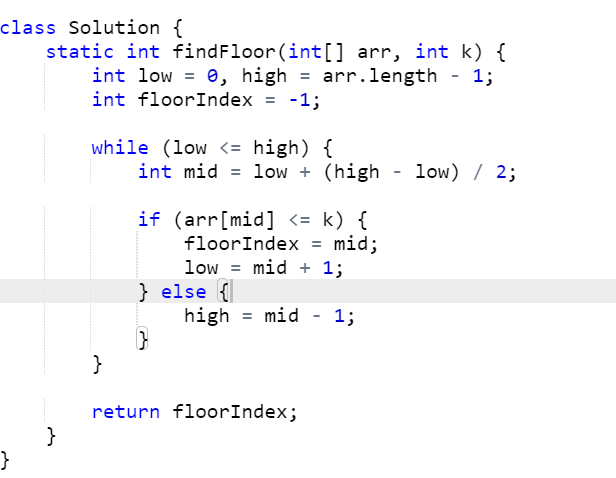 class Solution {
    static int findFloor(int[] arr, int k) {
        int low = 0, high = arr.length - 1;
        int floorIndex = -1;

        while (low <= high) {
            int mid = low + (high - low) / 2;

            if (arr[mid] <= k) {
                floorIndex = mid;
                low = mid + 1;
            } else {
                high = mid - 1;
            }
        }

        return floorIndex;
    }
}